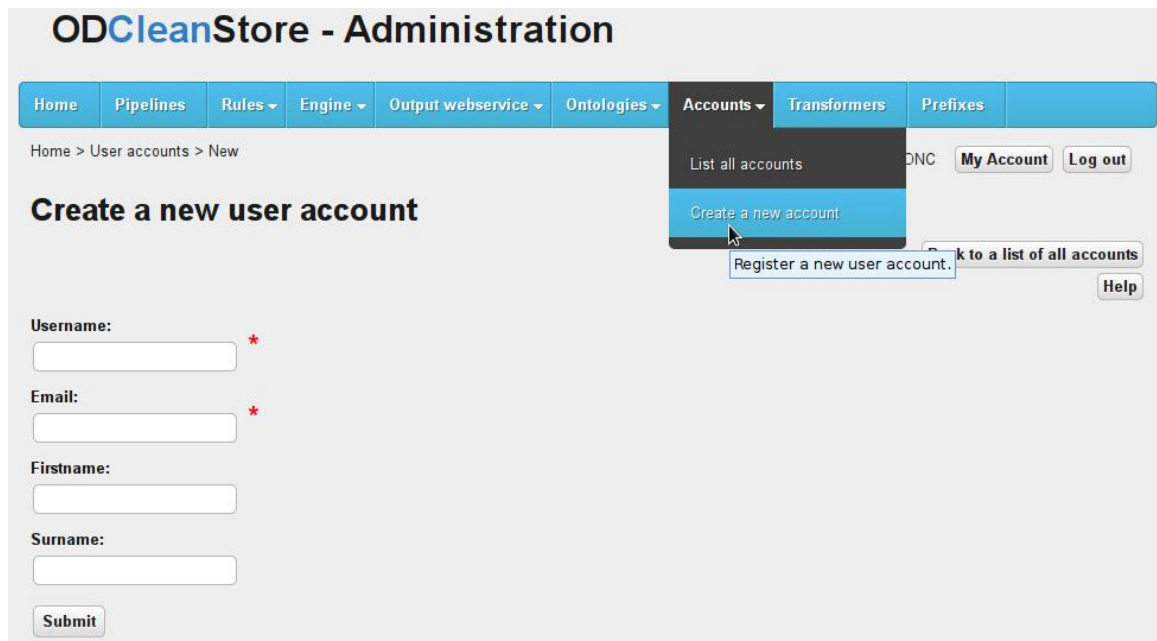 ODCleanStore - Administration
Home Pipelines Rules Engine Output webservice Ontologies Accounts Transformers Prefixes
Home > User accounts > New
List all accounts
My Account Log out
Create a new user account
Create a new account
to a list of all accounts
Register a new user account.
Help
Username:
*
Email:
*
Firstname:
Surname:
Submit